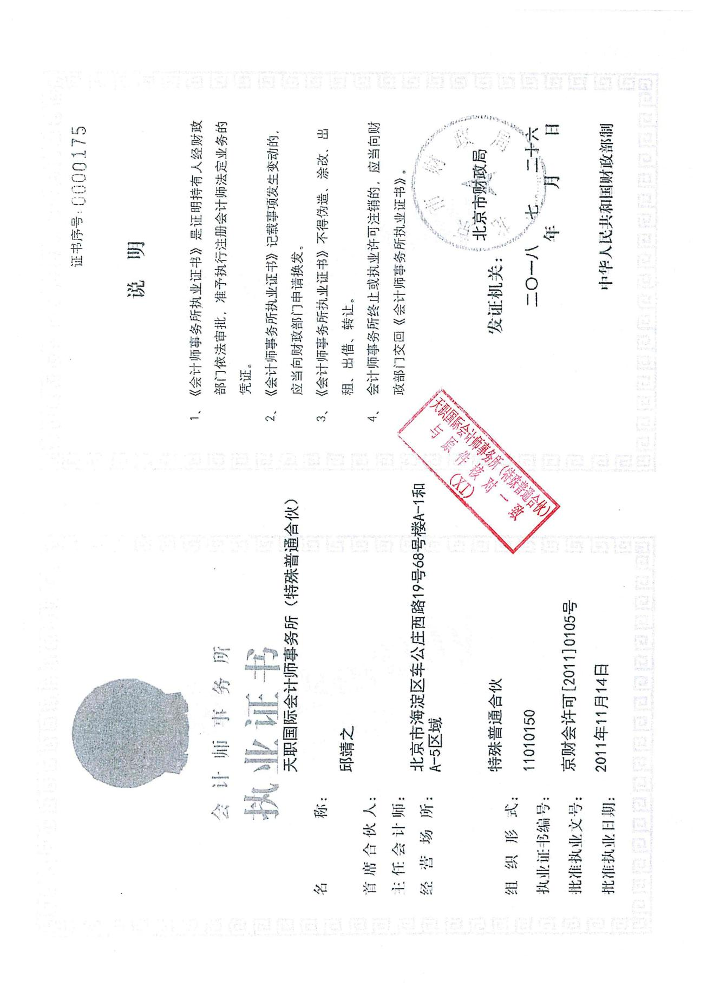 会计师事务所
执业证书
名称：
天职国际会计师事务所（特殊普通合伙）
首席合伙人：
邱靖之
主任会计师：
经营场所：
北京市海淀区车公庄西路19号68号楼A-1和
A-5区域
组织形式：
特殊普通合伙
执业证书编号：
11010150
批准执业文号：
京财会许可[2011]0105号
批准执业日期：
2011年11月14日
证书序号：0000175
说明
1、《会计师事务所执业证书》是证明持有人经财政
部门依法审批，准予执行注册会计师法定业务的
凭证。
2、《会计师事务所执业证书》记载事项发生变动的，
应当向财政部门申请换发。
3、《会计师事务所执业证书》不得伪造、涂改、出
租、出借、转让。
4、会计师事务所终止或执业许可注销的，应当向财
政部门交回《会计师事务所执业证书》。
发证机关：
北京市财政局
北京市财政局
二〇一八年七月二十六日
中华人民共和国财政部制
天职国际会计师事务所（特殊普通合伙）
与原件核对一致
（XI）